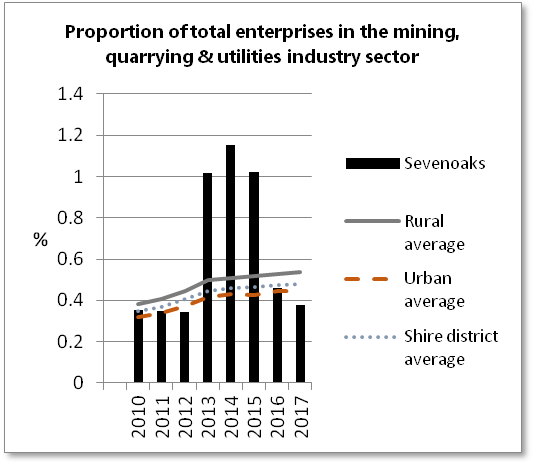 Proportion of total enterprises in the mining,
quarrying & utilities industry sector
1.4
1.2
1
0.8
0.6
0.4
0.2
0
%
2010
2011
2012
2013
2014
2015
2016
2017
Sevenoaks
Rural
average
Urban
average
Shire district
average